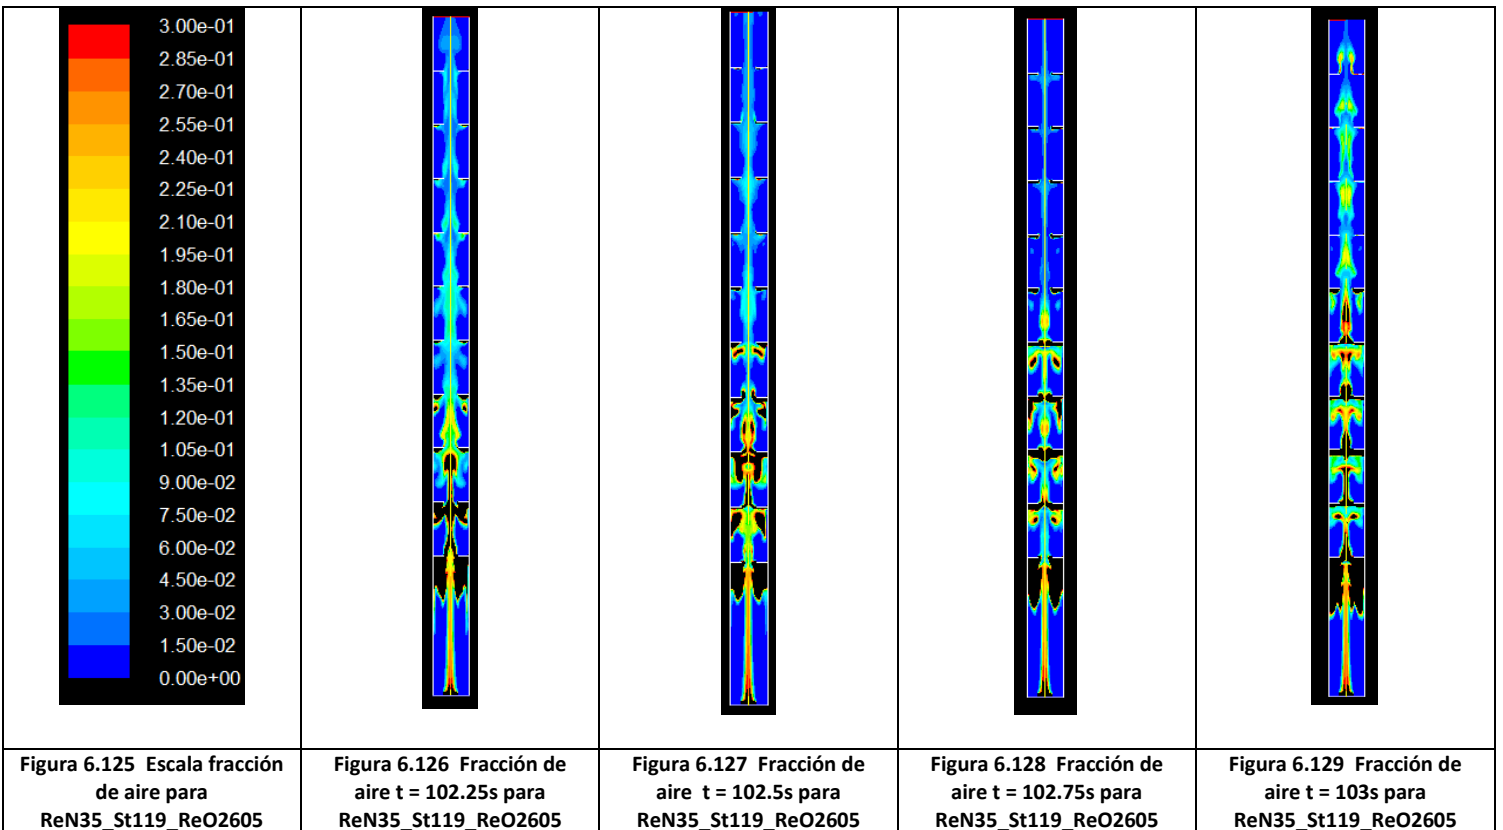 3.00e-01
2.85e-01
2.70e-01
2.55e-01
2.40e-01
2.25e-01
2.10e-01
1.95e-01
1.80e-01
1.65e-01
1.50e-01
1.35e-01
1.20e-01
1.05e-01
9.00e-02
7.50e-02
6.00e-02
4.50e-02
3.00e-02
1.50e-02
0.00e+00
Figura 6.125 Escala fracción
de aire para
ReN35_St119_ReO2605
Figura 6.126 Fracción de
aire t = 102.25s para
ReN35_St119_ReO2605
Figura 6.127 Fracción de
aire t = 102.5s para
ReN35_St119_ReO2605
Figura 6.128 Fracción de
aire t = 102.75s para
ReN35_St119_ReO2605
Figura 6.129 Fracción de
aire t = 103s para
ReN35_St119_ReO2605